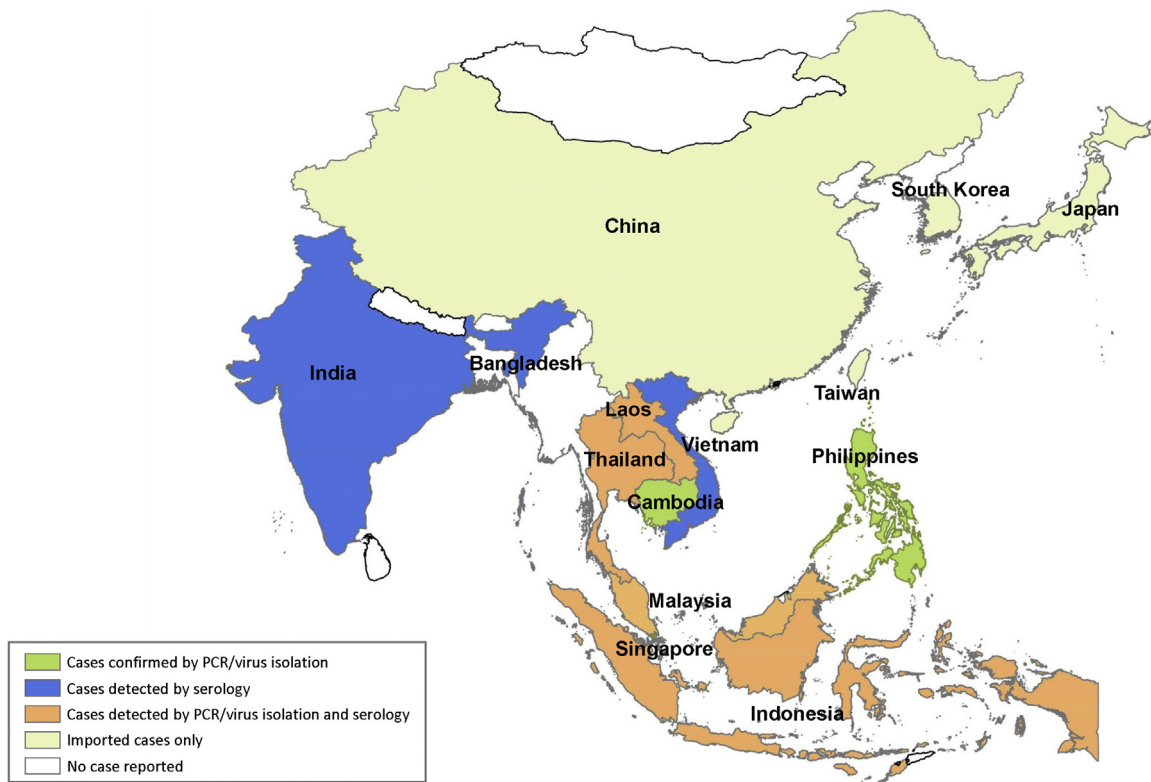 South Korea
Japan
China
Bangladesh
India
Taiwan
Laos
Vietnam
Thailand
Philippines
Cambodia
Malaysia
Singapore
Indonesia
Cases confirmed by PCR/virus isolation
Cases detected by serology
Cases detected by PCR/virus isolation and serology
Imported cases only
No case reported